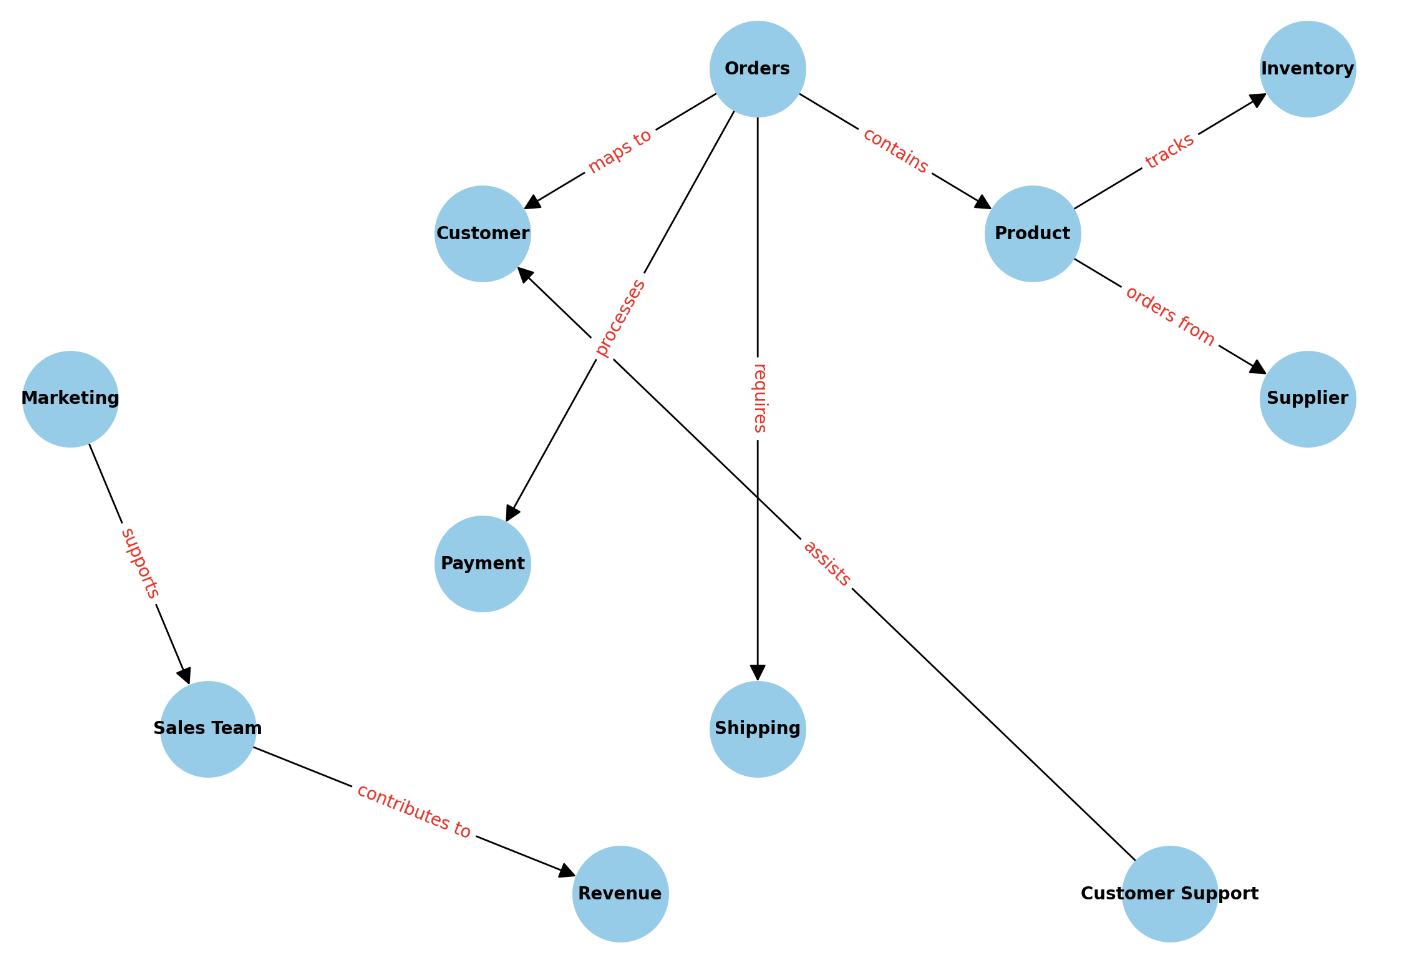 Orders
Inventory
maps to
contains
tracks
Customer
Product
processes
orders from
requires
Marketing
Supplier
supports
Payment
assists
Sales Team
Shipping
contributes to
Revenue
Customer Support